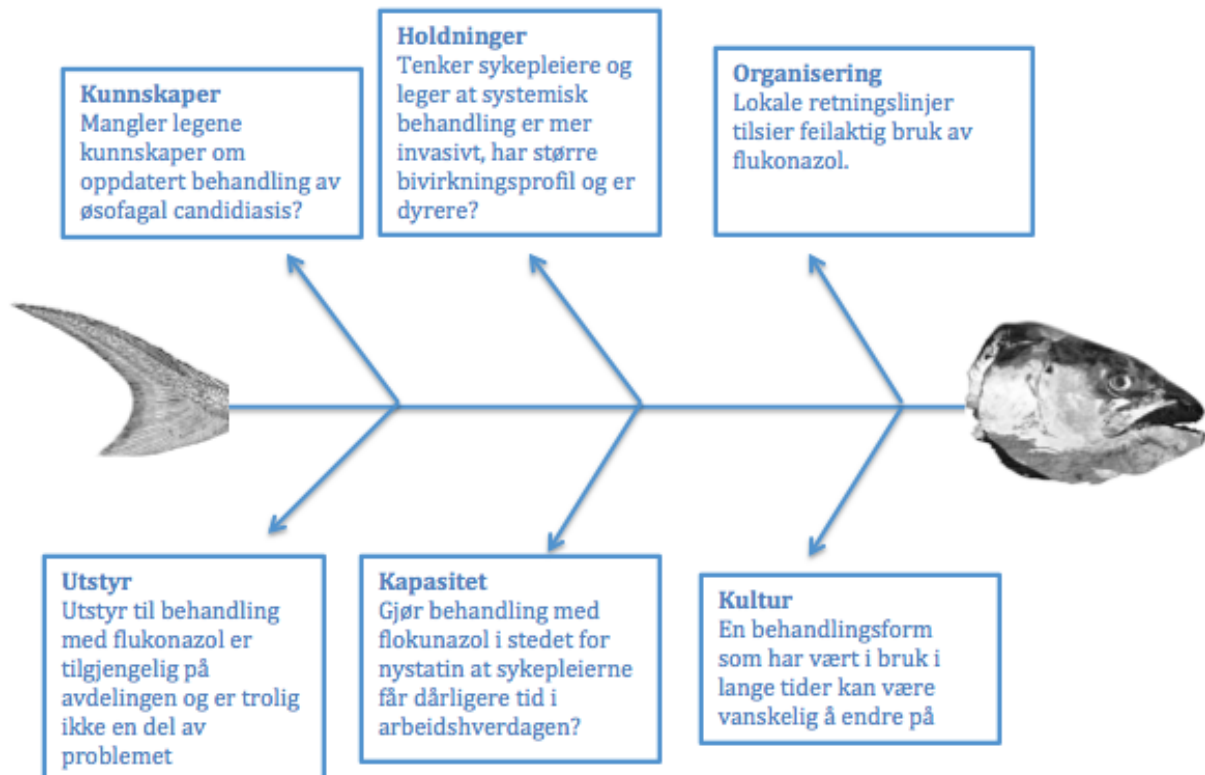 Kunnskaper
Mangler legene
kunnskaper om
oppdatert behandling av
øsofagal candidiasis?
Holdninger
Tenker sykepleiere og
leger at systemisk
behandling er mer
invasivt, har større
bivirkningsprofil og er
dyrere?
Organisering
Lokale retningslinjer
tilsier feilaktig bruk av
flukonazol.
Utstyr
Utstyr til behandling
med flukonazol er
tilgjengelig på
avdelingen og er trolig
ikke en del av
problemet
Kapasitet
Gjør behandling med
flokunazol i stedet for
nystatin at sykepleierne
får dårligere tid i
arbeidshverdagen?
Kultur
En behandlingsform
som har vært i bruk i
lange tider kan være
vanskelig å endre på